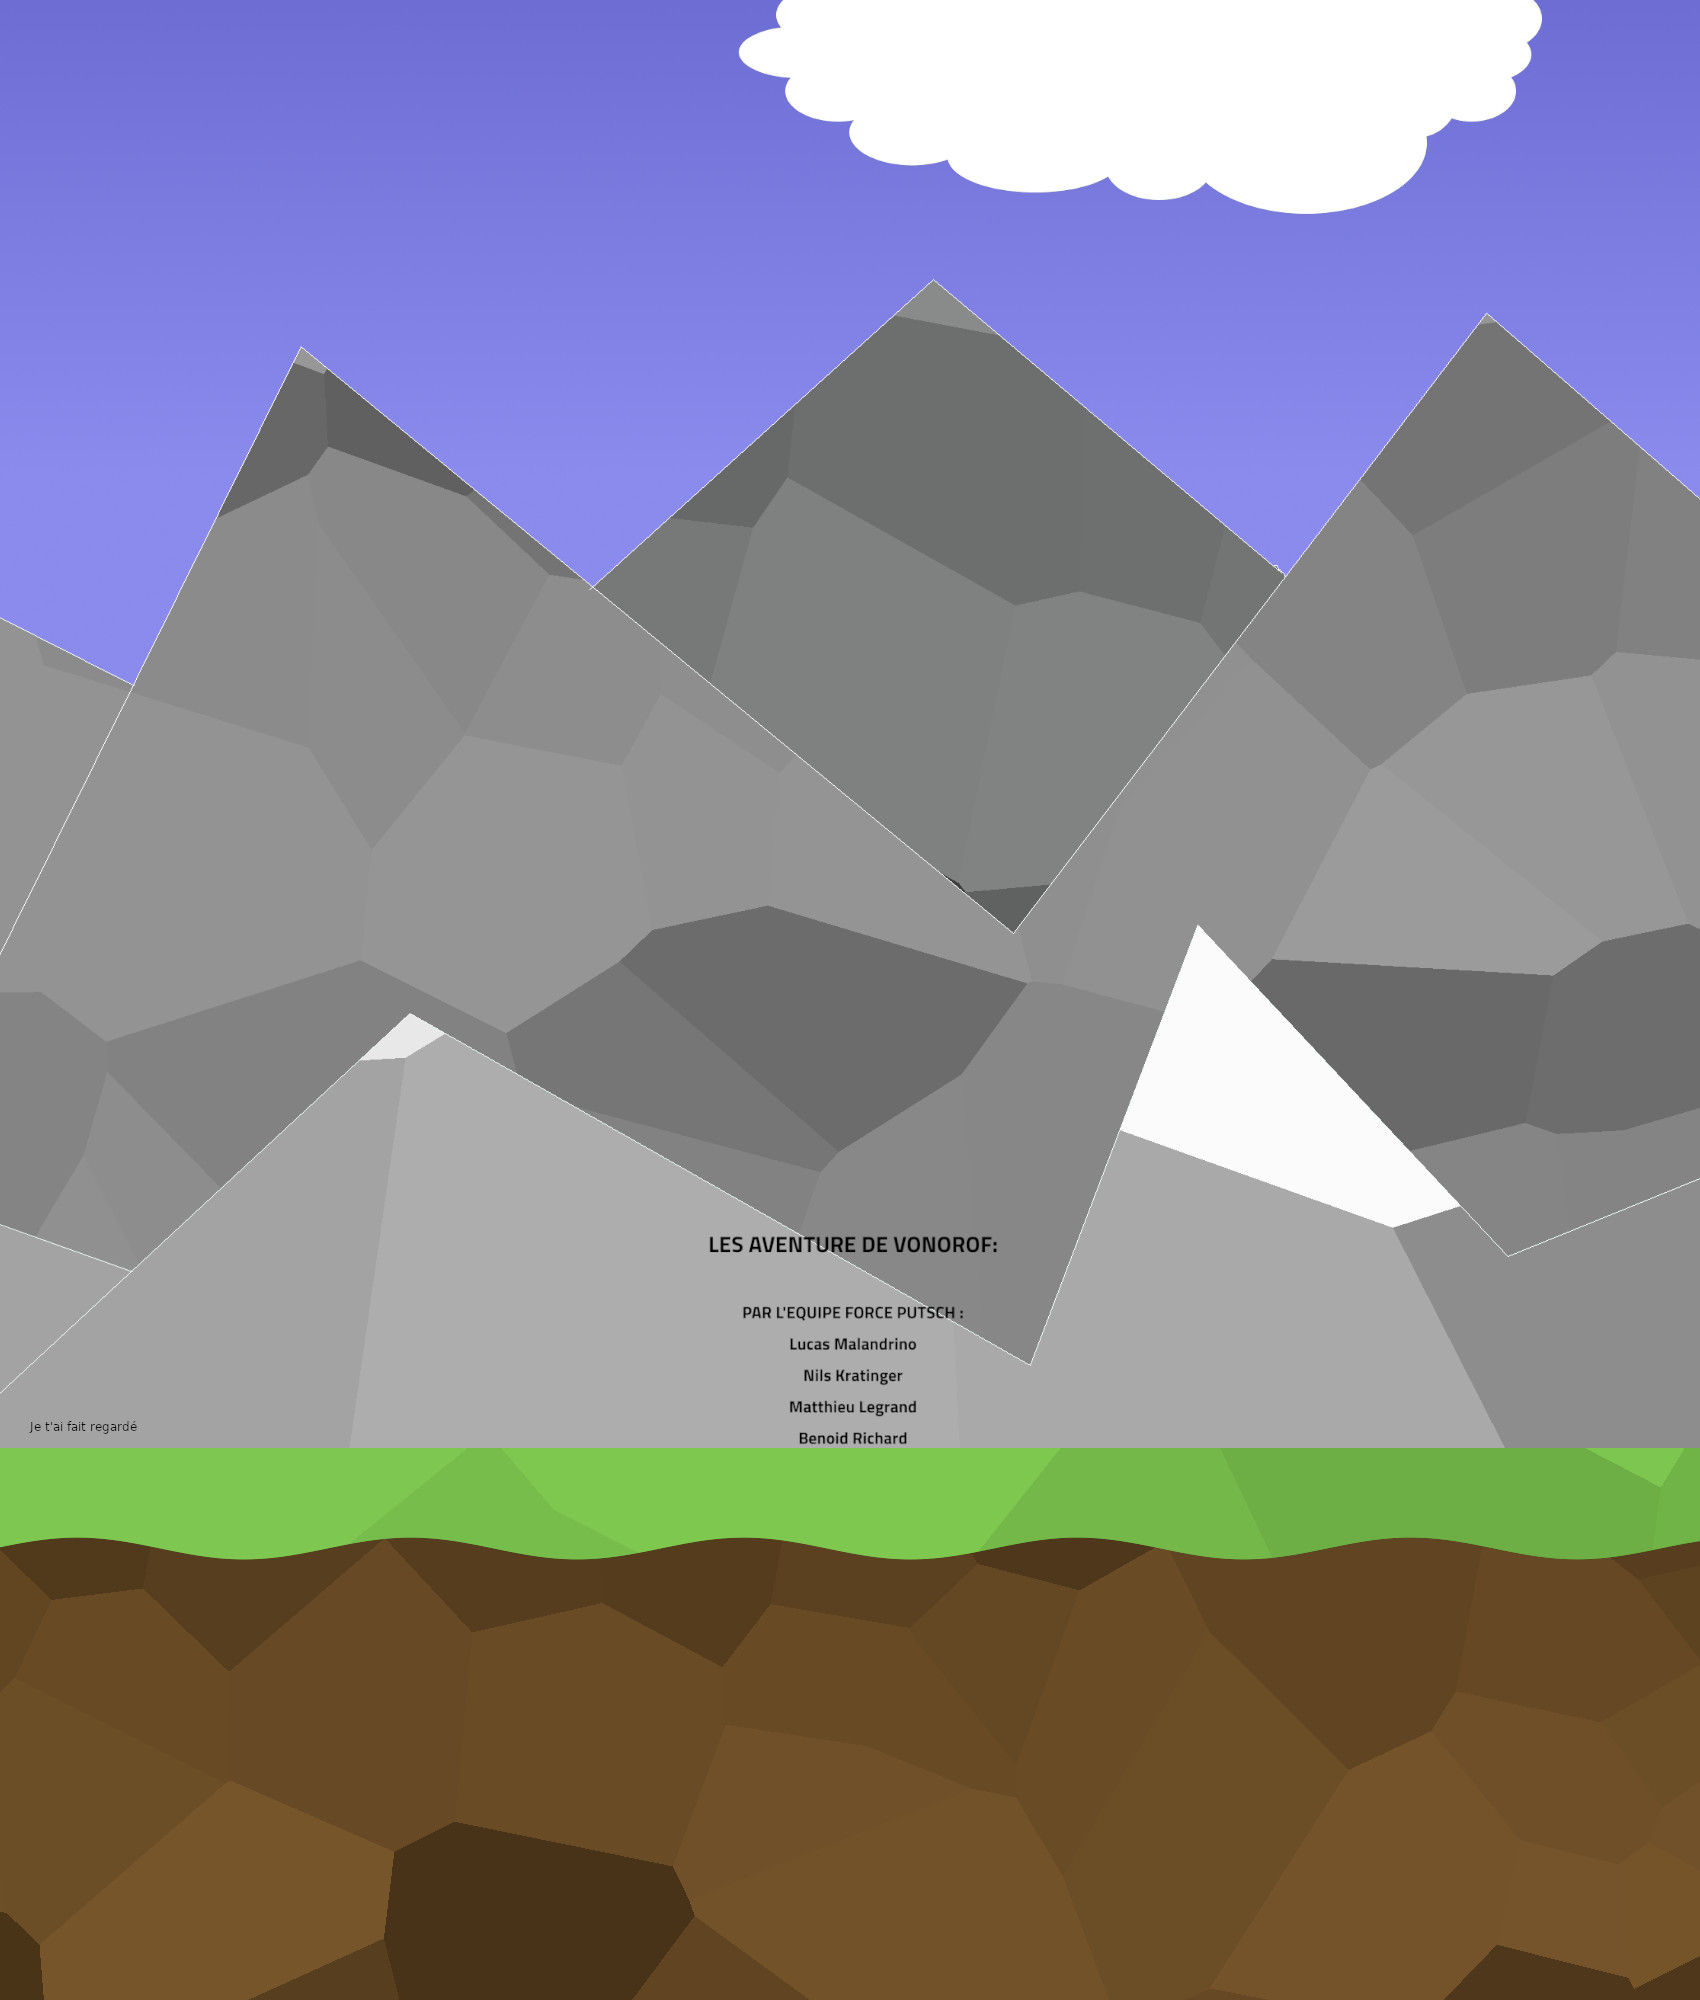 LES AVENTURE DE VONOROF:
PAR L'EQUIPE FORCE PUTSCH :
Lucas Malandrino
Nils Kratinger
Matthieu Legrand
Benoid Richard
Je t'ai fait regardé